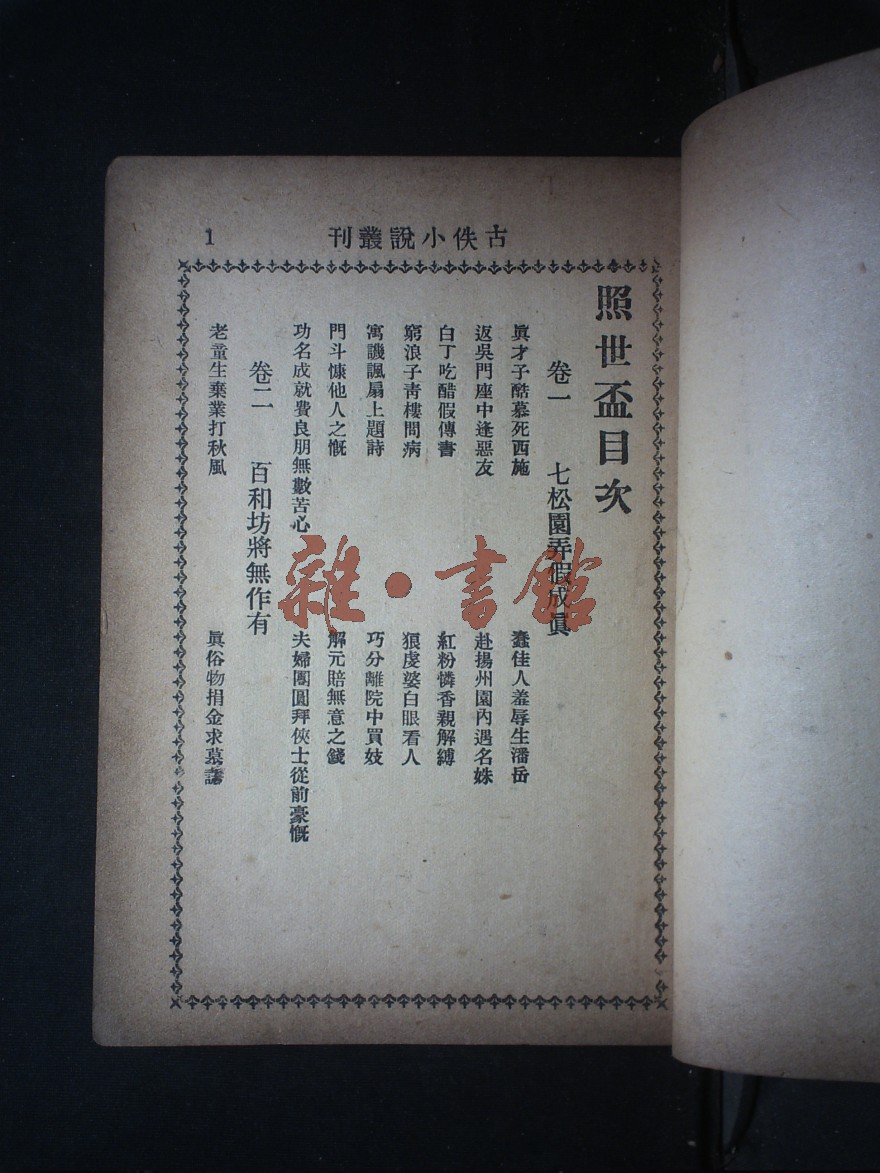 古佚小說叢刊
1
照世盃目次
卷一 七松園弄假成眞
眞才子酷慕死西施 蠢佳人羞辱生潘岳
返吳門座中逢惡友 赴揚州園內遇名姝
白丁吃醋假傳書 紅粉憐香親解縛
窮浪子靑樓問病 狠虔婆白眼看人
寓譏諷扇上題詩 巧分離院中買妓
門斗慷他人之慨 解元賠無意之錢
功名成就費良朋無數苦心 夫婦團圓拜俠士從前豪慨
卷二 百和坊將無作有
老童生棄業打秋風 眞俗物捐金求墓誌
雜·書館